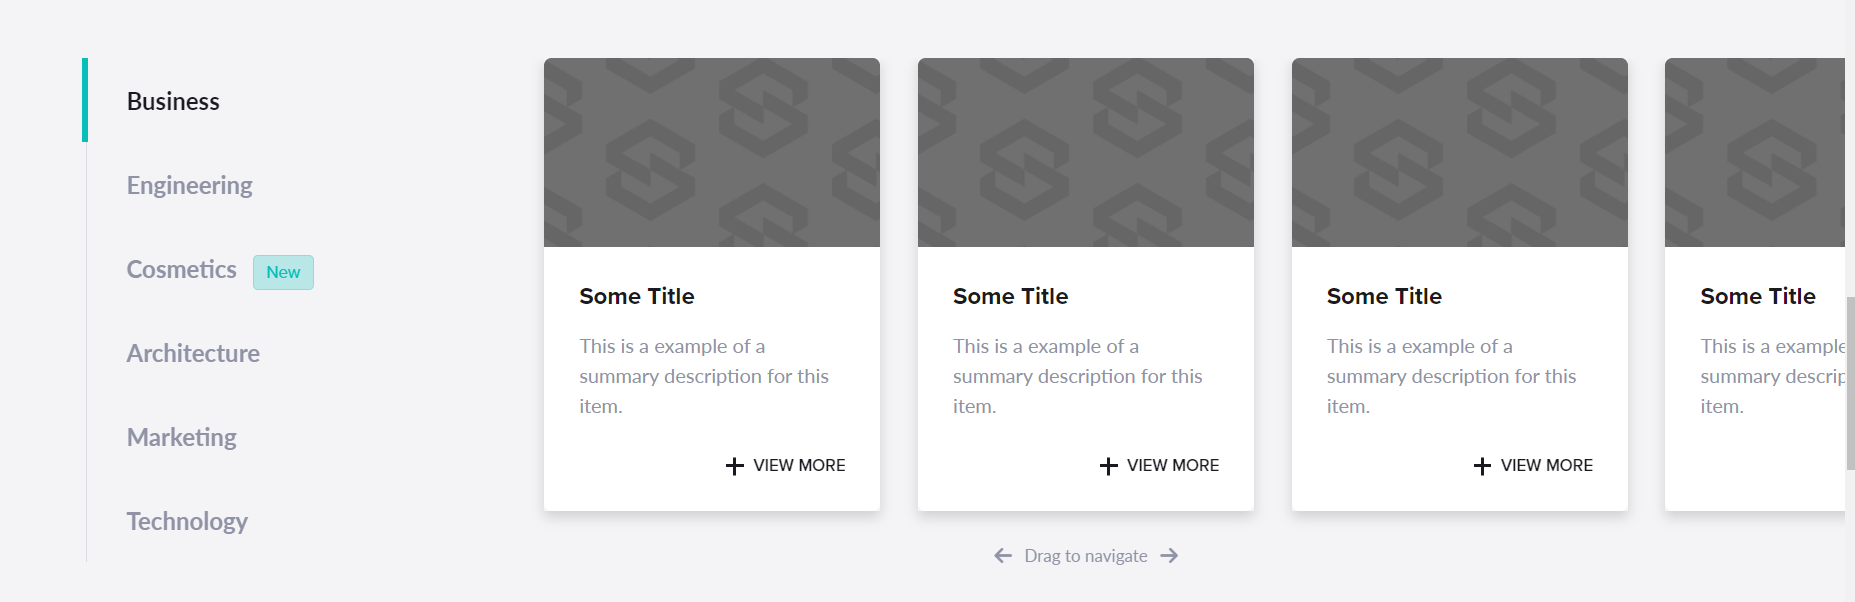 Business
Engineering
Cosmetics New
Architecture
Marketing
Technology
Some Title
This is a example of a
summary description for this
item.
+ VIEW MORE
Some Title
This is a example of a
summary description for this
item.
+ VIEW MORE
Some Title
This is a example of a
summary description for this
item.
+ VIEW MORE
Some Title
This is a example
summary descrip
item.
← Drag to navigate →